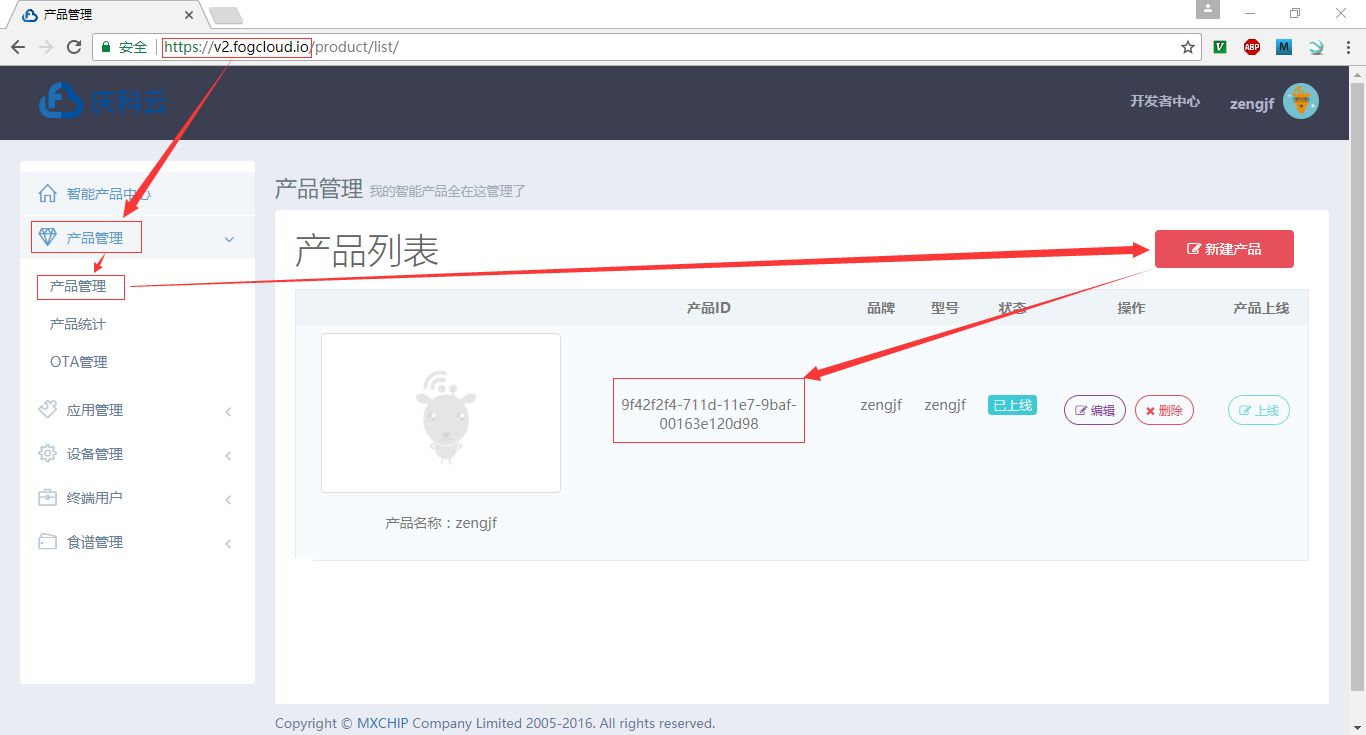 产品管理
安全 https://v2.fogcloud.io/product/list/
V ABP M
庆科云
开发者中心 zengjf
智能产品中心
产品管理
产品管理
产品统计
OTA管理
应用管理
设备管理
终端用户
食谱管理
产品管理 我的智能产品全在这管理了
产品列表
新建产品
产品ID 品牌 型号 状态 操作 产品上线
9f42f2f4-711d-11e7-9baf-
00163e120d98
zengjf zengjf 已上线 编辑 删除 上线
产品名称：zengjf
Copyright © MXCHIP Company Limited 2005-2016. All rights reserved.